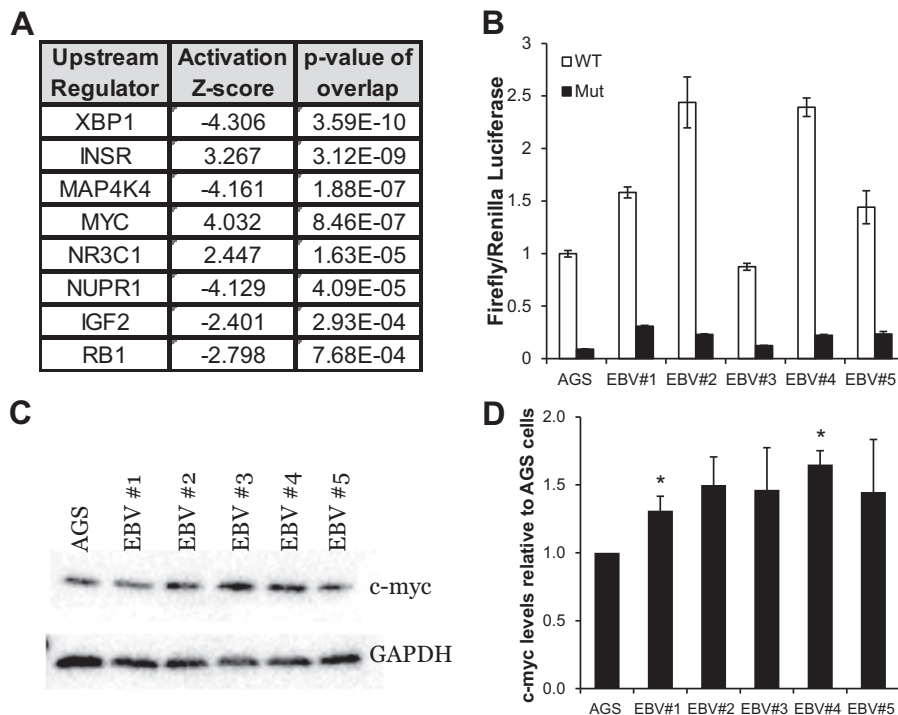 A
Upstream Regulator Activation Z-score p-value of overlap
XBP1 -4.306 3.59E-10
INSR 3.267 3.12E-09
MAP4K4 -4.161 1.88E-07
MYC 4.032 8.46E-07
NR3C1 2.447 1.63E-05
NUPR1 -4.129 4.09E-05
IGF2 -2.401 2.93E-04
RB1 -2.798 7.68E-04
B
Firefly/Renilla Luciferase
3
2.5
2
1.5
1
0.5
0
WT
Mut
AGS EBV#1 EBV#2 EBV#3 EBV#4 EBV#5
C
AGS
EBV #1
EBV #2
EBV #3
EBV #4
EBV #5
c-myc
GAPDH
D
c-myc levels relative to AGS cells
2.0
1.5
1.0
0.5
0.0
* *
AGS EBV#1 EBV#2 EBV#3 EBV#4 EBV#5